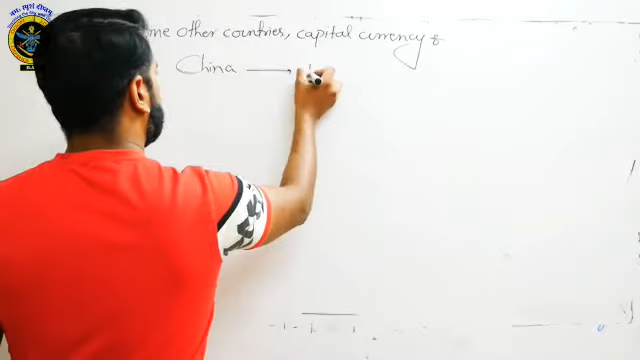 me other countries, capital currency &
China →